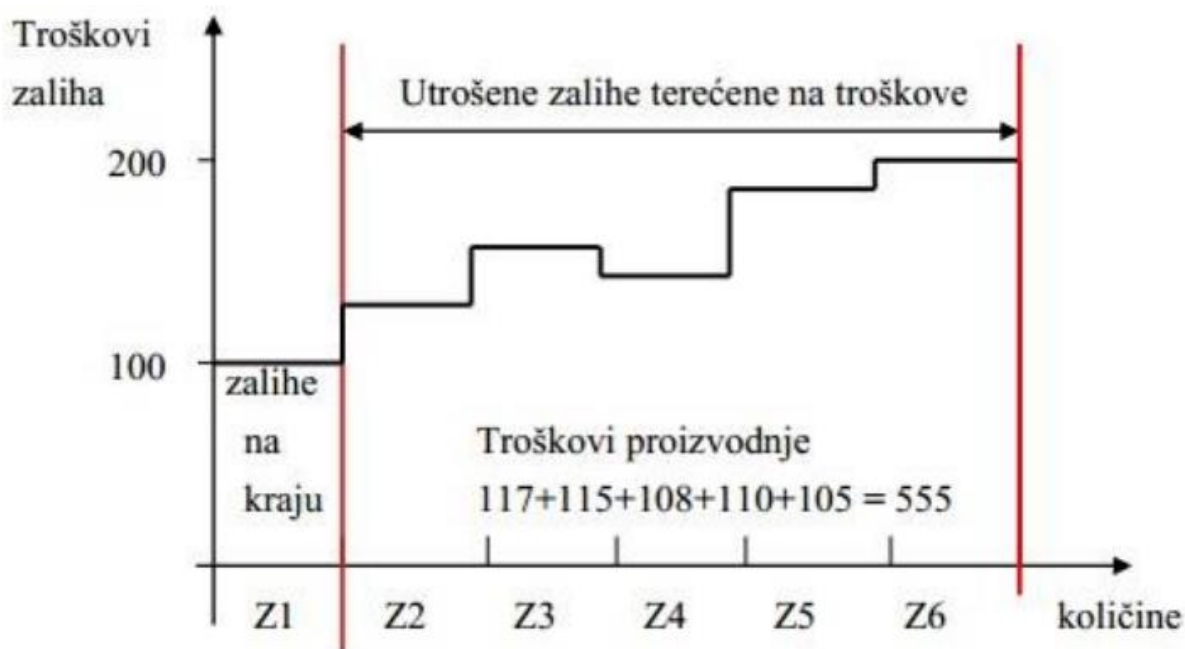 Troškovi
zaliha
Utrošene zalihe terećene na troškove
200
100
zalihe
na
kraju
Troškovi proizvodnje
117+115+108+110+105 = 555
Z1 Z2 Z3 Z4 Z5 Z6 količine